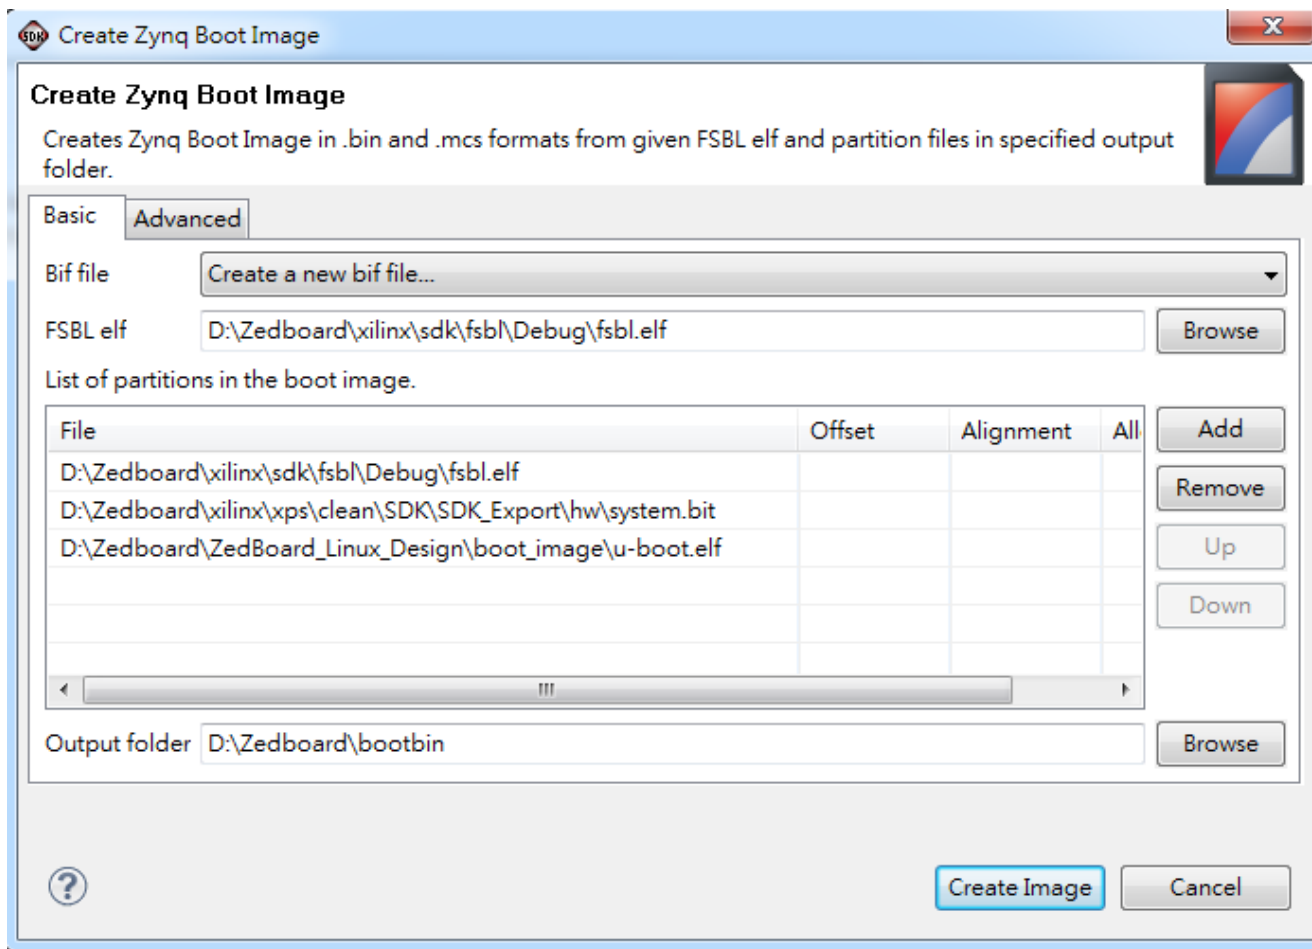 SDK Create Zynq Boot Image
Create Zynq Boot Image
Creates Zynq Boot Image in .bin and .mcs formats from given FSBL elf and partition files in specified output
folder.
Basic Advanced
Bif file Create a new bif file...
FSBL elf D:\Zedboard\xilinx\sdk\fsbl\Debug\fsbl.elf Browse
List of partitions in the boot image.
File Offset Alignment All Add
D:\Zedboard\xilinx\sdk\fsbl\Debug\fsbl.elf
Remove
D:\Zedboard\xilinx\xps\clean\SDK\SDK_Export\hw\system.bit
D:\Zedboard\ZedBoard_Linux_Design\boot_image\u-boot.elf Up
Down
Output folder D:\Zedboard\bootbin Browse
? Create Image Cancel